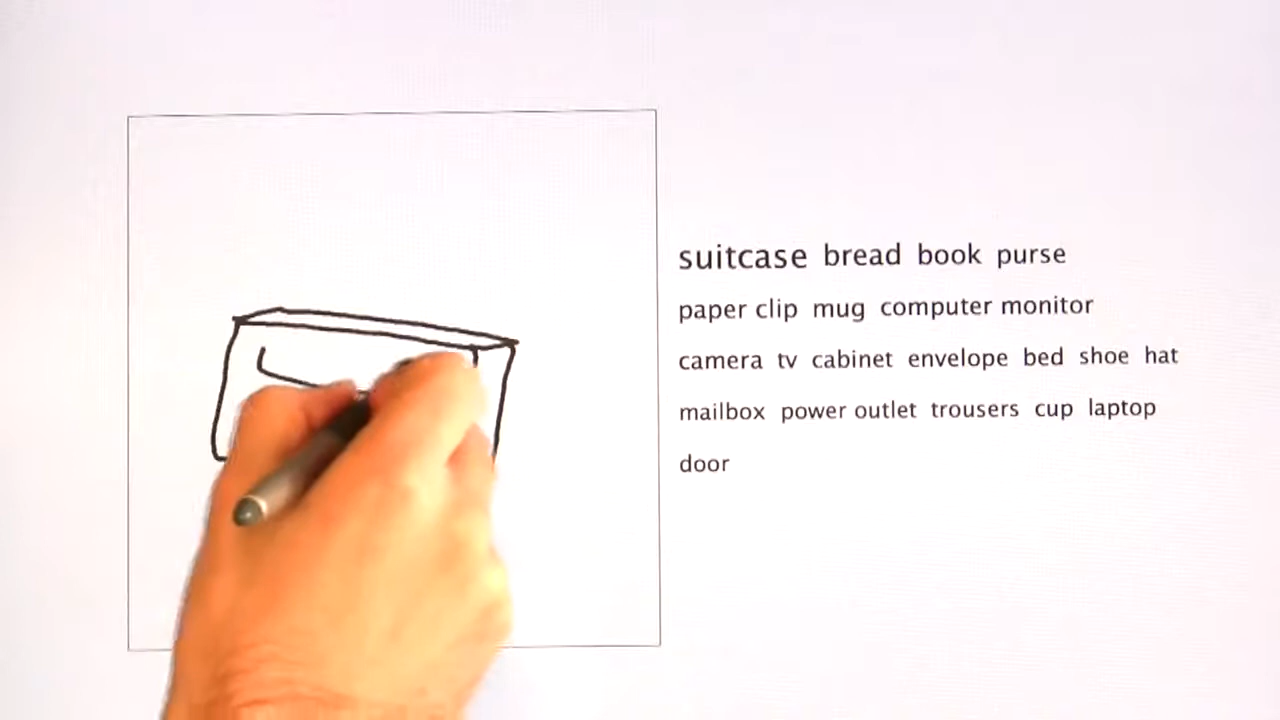 suitcase bread book purse
paper clip mug computer monitor
camera tv cabinet envelope bed shoe hat
mailbox power outlet trousers cup laptop
door